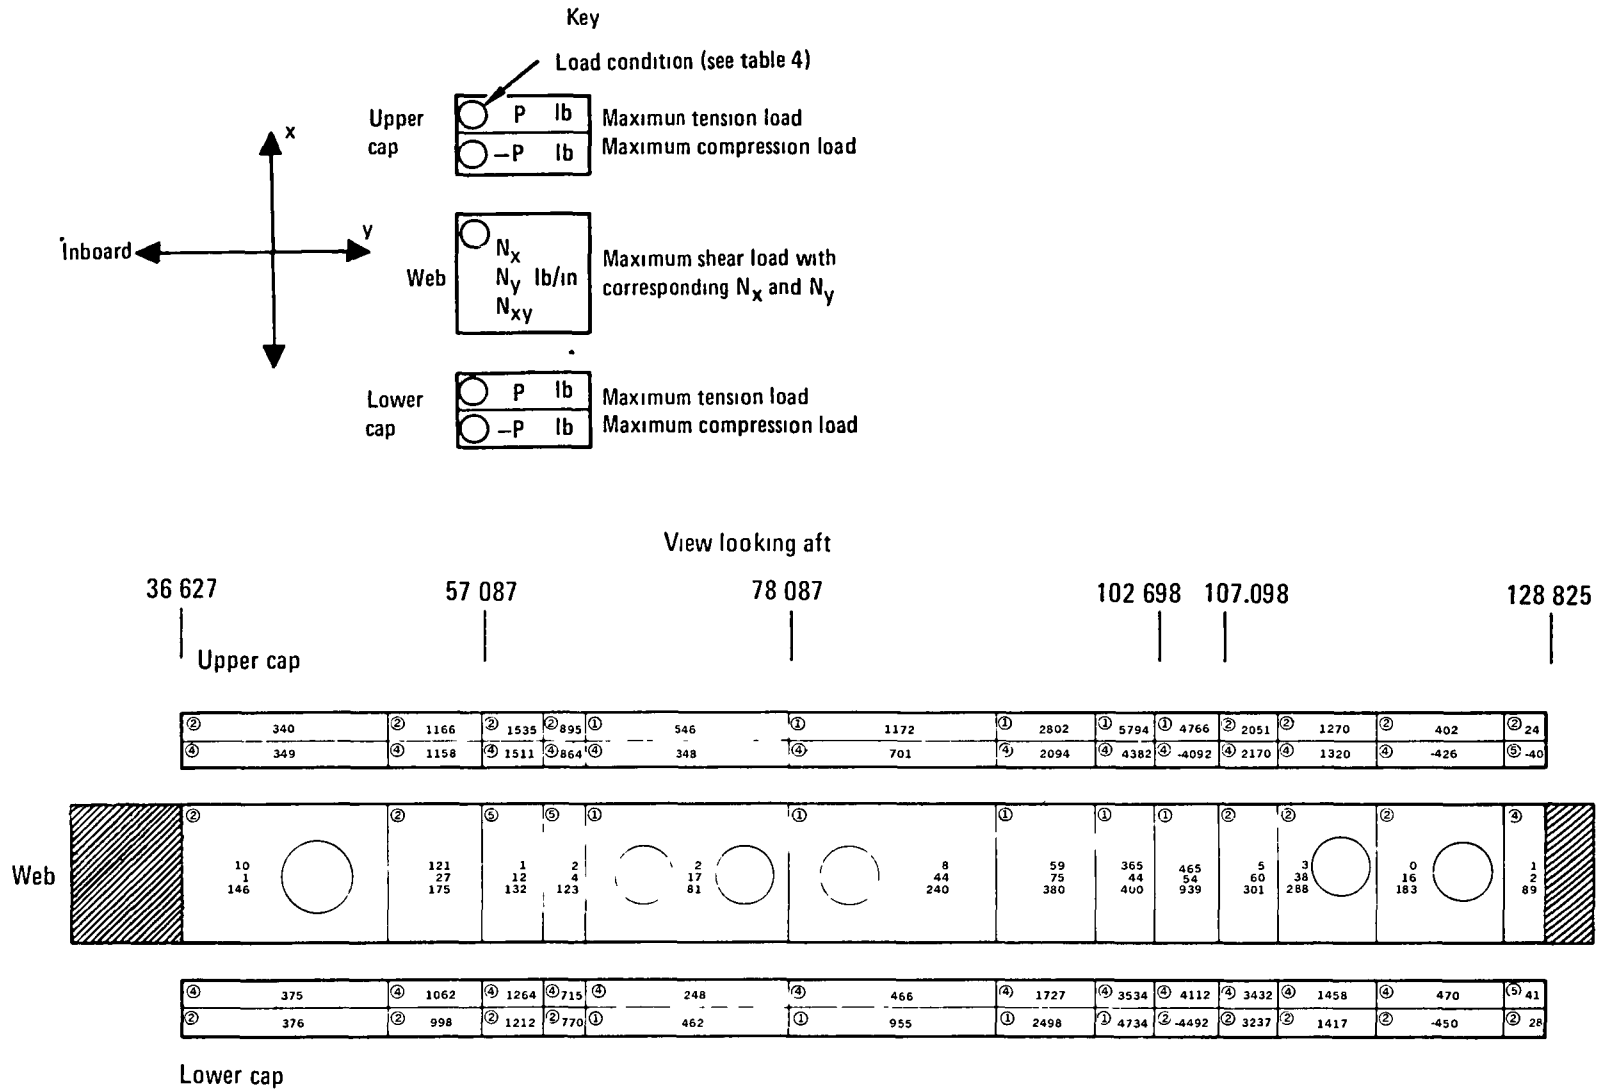 Key
Load condition (see table 4)
Upper cap
P lb
−P lb
Maximun tension load
Maximum compression load
x
y
Inboard
Web
Nx
Ny lb/in
Nxy
Maximum shear load with
corresponding Nx and Ny
Lower cap
P lb
−P lb
Maximum tension load
Maximum compression load
View looking aft
36 627 57 087 78 087 102 698 107.098 128 825
Upper cap
② 340 ② 1166 ② 1535 ② 895 ① 546 ① 1172 ① 2802 ① 5794 ① 4766 ② 2051 ② 1270 ② 402 ② 24
④ 349 ④ 1158 ④ 1511 ④ 864 ④ 348 ④ 701 ④ 2094 ④ 4382 ④ -4092 ④ 2170 ④ 1320 ④ -426 ⑤ -40
Web
② ② ⑤ ⑤ ① ① ① ① ① ② ② ② ④
10 121 1 2 2 8 59 365 465 5 3 0 1
1 27 12 4 17 44 75 44 54 60 38 16 2
146 175 132 123 81 240 380 400 939 301 288 183 89
④ 375 ④ 1062 ④ 1264 ④ 715 ④ 248 ④ 466 ④ 1727 ④ 3534 ④ 4112 ④ 3432 ④ 1458 ④ 470 ⑤ 41
② 376 ② 998 ② 1212 ② 770 ① 462 ① 955 ① 2498 ① 4734 ② -4492 ② 3237 ② 1417 ② -450 ② 28
Lower cap